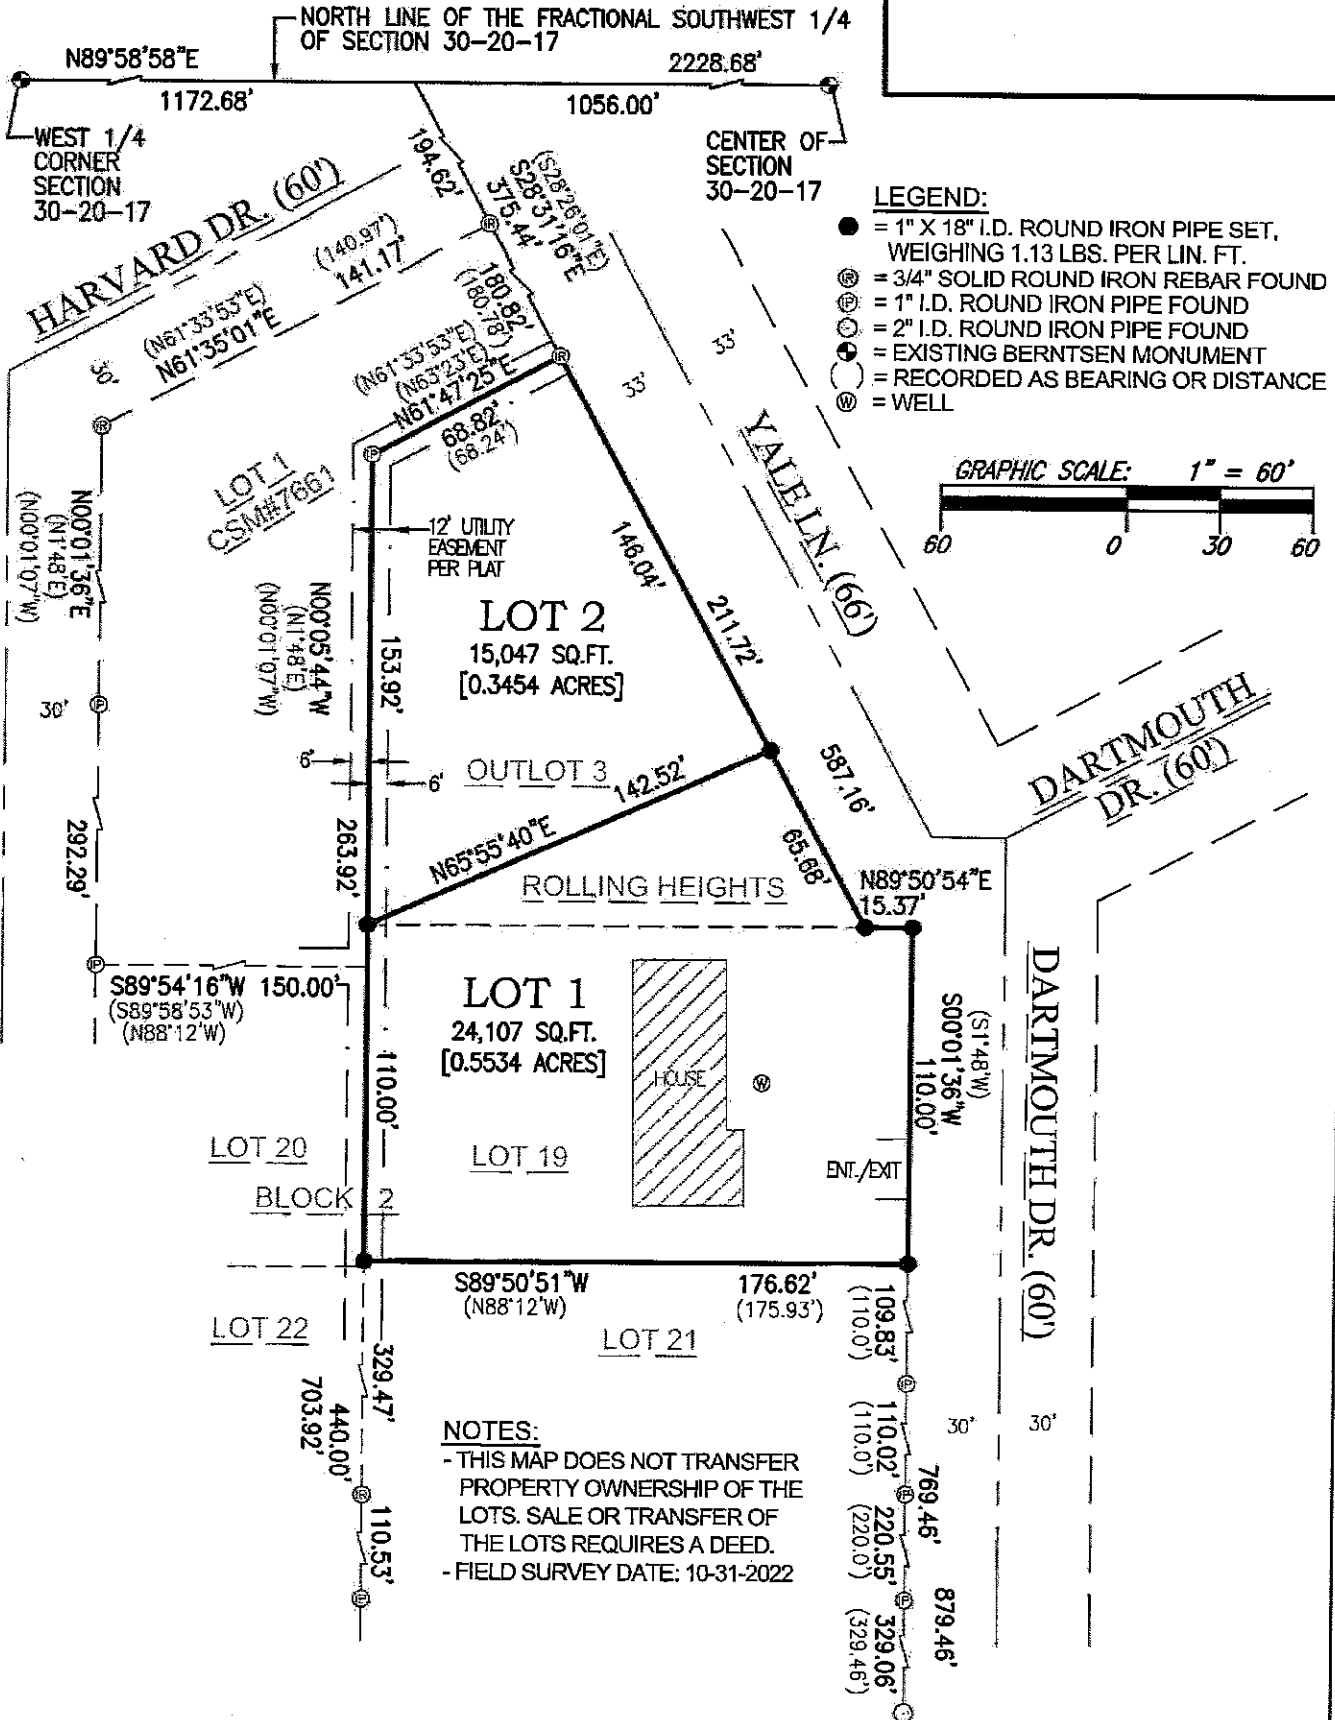 NORTH LINE OF THE FRACTIONAL SOUTHWEST 1/4
OF SECTION 30-20-17
N89°58'58"E
2228.68'
1172.68'
1056.00'
WEST 1/4
CORNER
SECTION
30-20-17
CENTER OF
SECTION
30-20-17
194.62'
(S28°26'01"E)
S28°31'16"E
375.44'
HARVARD DR. (60')
(140.97')
141.17'
(N61°33'53"E)
N61°35'01"E
30'
180.82'
(180.78')
LEGEND:
= 1" X 18" I.D. ROUND IRON PIPE SET,
WEIGHING 1.13 LBS. PER LIN. FT.
IR = 3/4" SOLID ROUND IRON REBAR FOUND
IP = 1" I.D. ROUND IRON PIPE FOUND
= 2" I.D. ROUND IRON PIPE FOUND
= EXISTING BERNTSEN MONUMENT
( ) = RECORDED AS BEARING OR DISTANCE
W = WELL
GRAPHIC SCALE: 1" = 60'
60 0 30 60
(N61°33'53"E)
(N63°23'E)
N61°47'25"E
68.82'
(68.24')
33'
33'
YALE LN. (66')
LOT 1
CSM#7661
12' UTILITY
EASEMENT
PER PLAT
N00°01'36"E
(N1°48'E)
(N00°01'07"W)
N00°05'44"W
(N1°48'E)
(N00°01'07"W)
153.92'
146.04'
211.72'
LOT 2
15,047 SQ.FT.
[0.3454 ACRES]
30'
6'
6'
OUTLOT 3
142.52'
N65°55'40"E
587.16'
65.68'
DARTMOUTH
DR. (60')
292.29'
263.92'
ROLLING HEIGHTS
N89°50'54"E
15.37'
S89°54'16"W 150.00'
(S89°58'53"W)
(N88°12'W)
LOT 1
24,107 SQ.FT.
[0.5534 ACRES]
HOUSE
W
(S1°48'W)
S00°01'36"W
110.00'
DARTMOUTH DR. (60')
110.00'
LOT 20
LOT 19
ENT./EXIT
BLOCK 2
S89°50'51"W
(N88°12'W)
176.62'
(175.93')
LOT 22
LOT 21
109.83'
(110.0')
329.47'
440.00'
703.92'
110.53'
110.02'
(110.0')
30'
30'
769.46'
220.55'
(220.0')
879.46'
329.06'
(329.46')
NOTES:
- THIS MAP DOES NOT TRANSFER
PROPERTY OWNERSHIP OF THE
LOTS. SALE OR TRANSFER OF
THE LOTS REQUIRES A DEED.
- FIELD SURVEY DATE: 10-31-2022